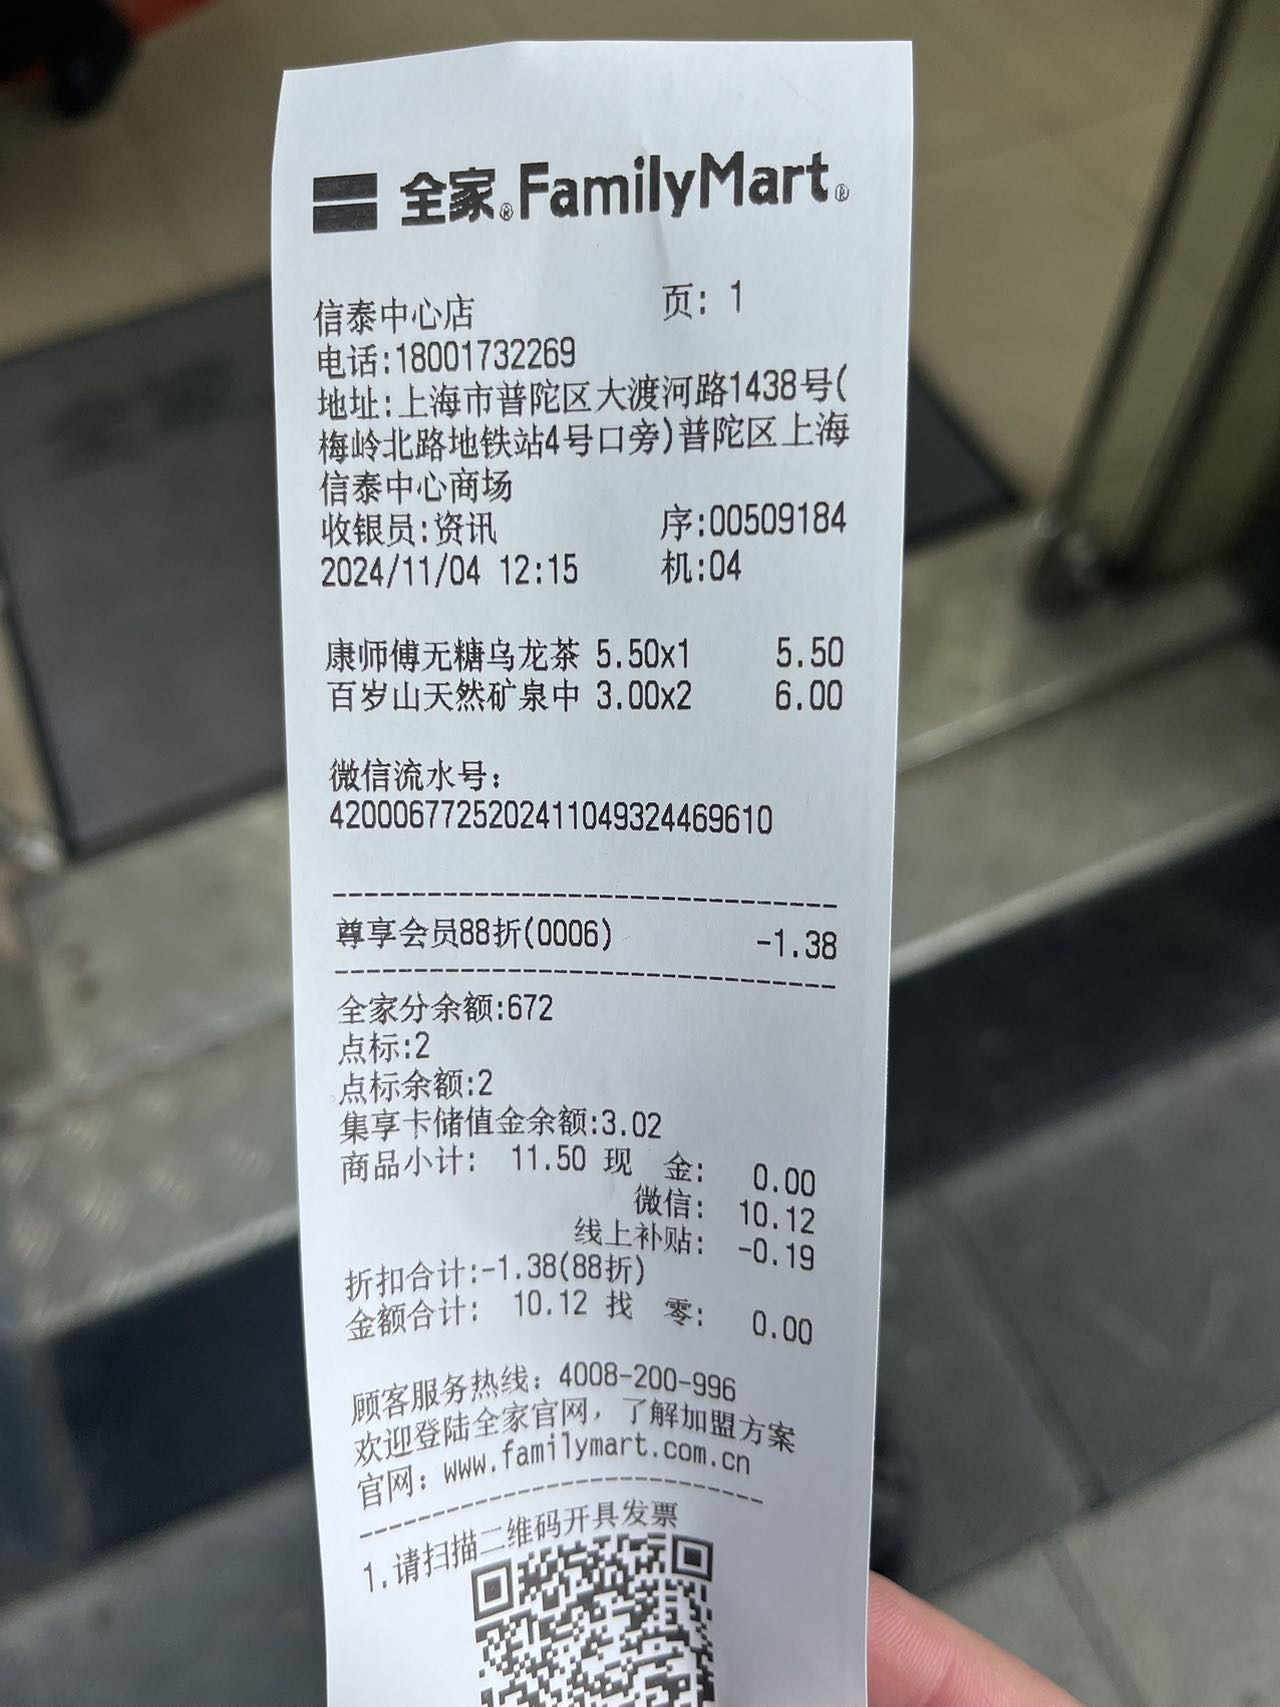 全家® FamilyMart®
信泰中心店 页: 1
电话:18001732269
地址:上海市普陀区大渡河路1438号(
梅岭北路地铁站4号口旁)普陀区上海
信泰中心商场
收银员:资讯 序:00509184
2024/11/04 12:15 机:04
康师傅无糖乌龙茶 5.50x1 5.50
百岁山天然矿泉中 3.00x2 6.00
微信流水号:
4200067725202411049324469610
尊享会员88折(0006) -1.38
全家分余额:672
点标:2
点标余额:2
集享卡储值金余额:3.02
商品小计: 11.50 现 金: 0.00
微信: 10.12
线上补贴: -0.19
折扣合计:-1.38(88折)
金额合计: 10.12 找 零: 0.00
顾客服务热线: 4008-200-996
欢迎登陆全家官网,了解加盟方案
官网: www.familymart.com.cn
1.请扫描二维码开具发票